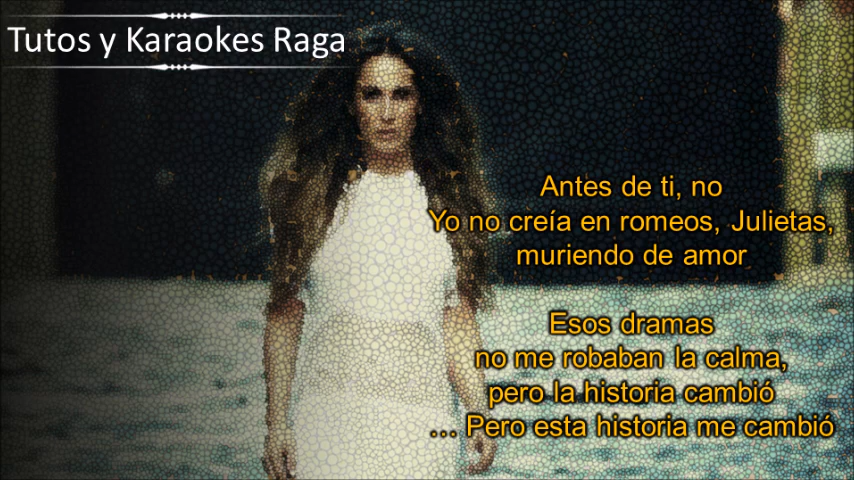 Tutos y Karaokes Raga
Antes de ti, no
Yo no creía en romeos, Julietas,
muriendo de amor
Esos dramas
no me robaban la calma,
pero la historia cambió
… Pero esta historia me cambió